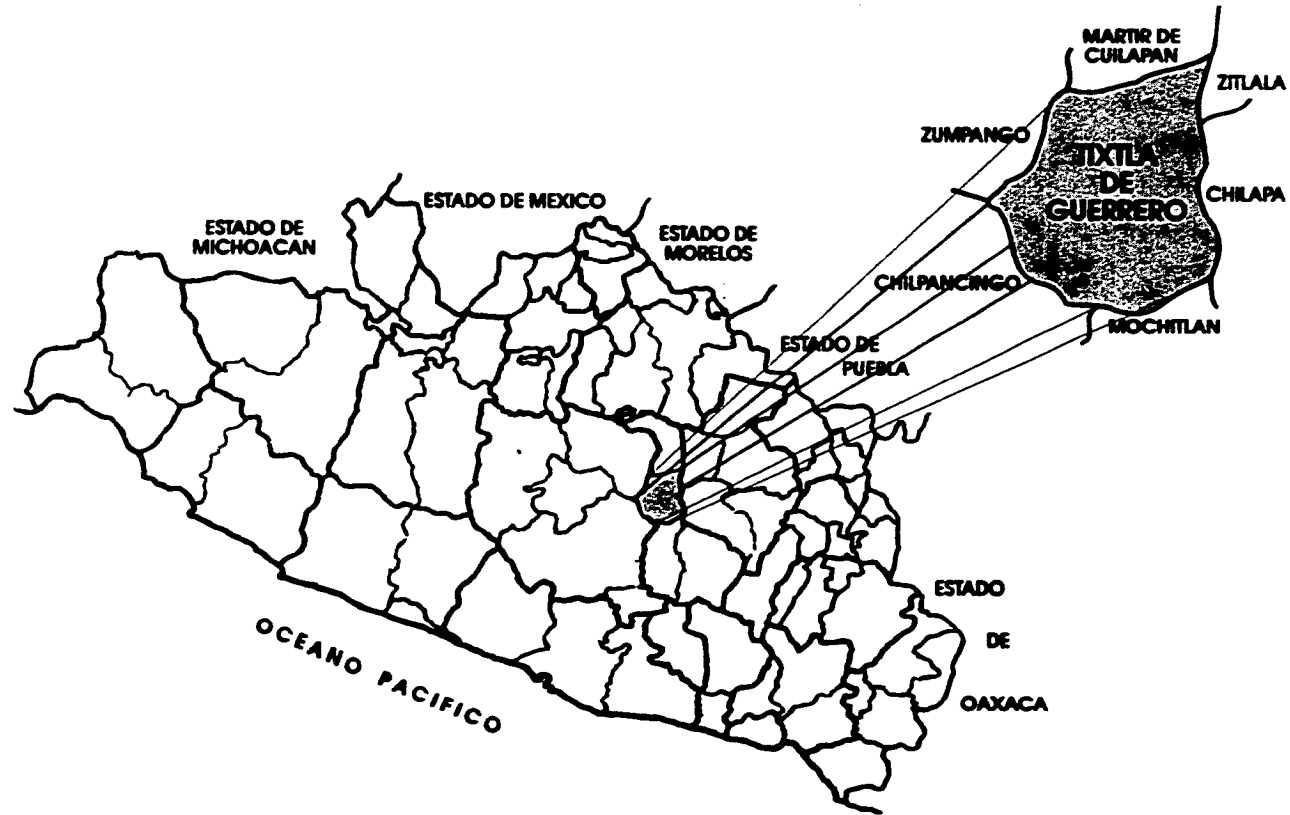 MARTIR DE
CUILAPAN
ZITLALA
ZUMPANGO
TIXTLA
DE
GUERRERO
CHILAPA
CHILPANCINGO
MOCHITLAN
ESTADO DE MEXICO
ESTADO DE
MICHOACAN
ESTADO DE
MORELOS
ESTADO DE
PUEBLA
ESTADO
DE
OAXACA
OCEANO PACIFICO